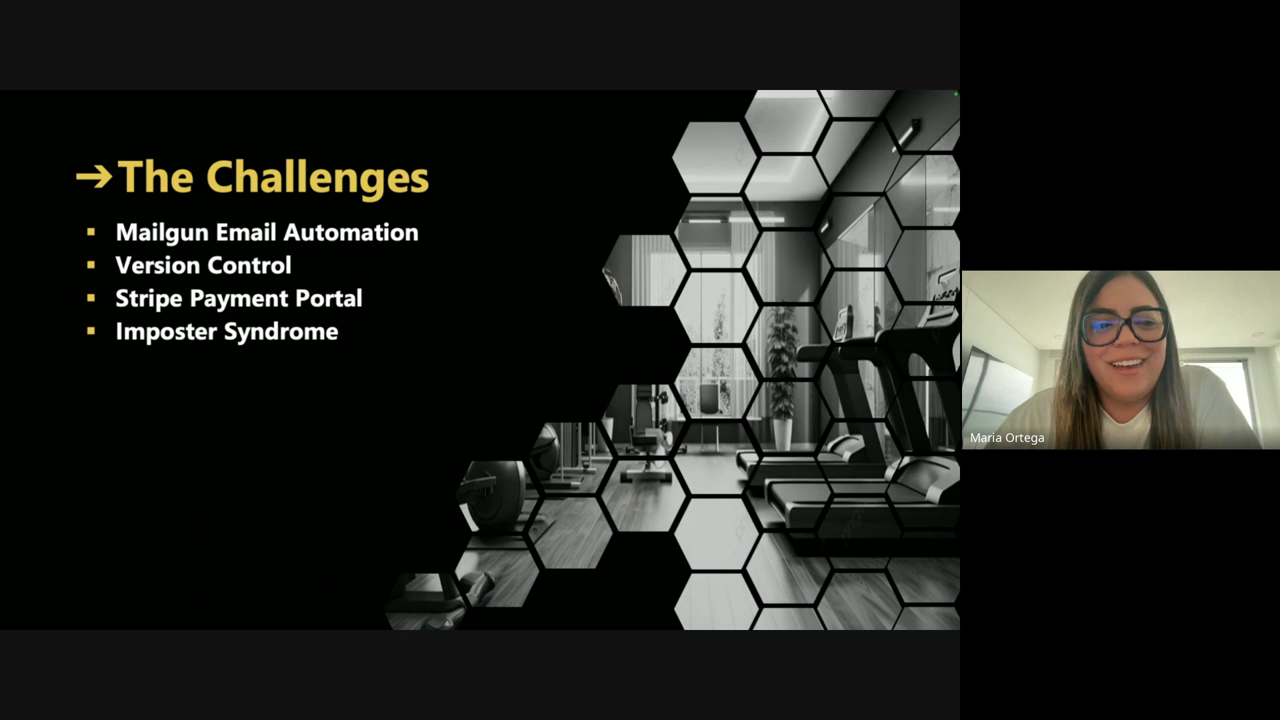 ➔The Challenges
▪ Mailgun Email Automation
▪ Version Control
▪ Stripe Payment Portal
▪ Imposter Syndrome
Maria Ortega